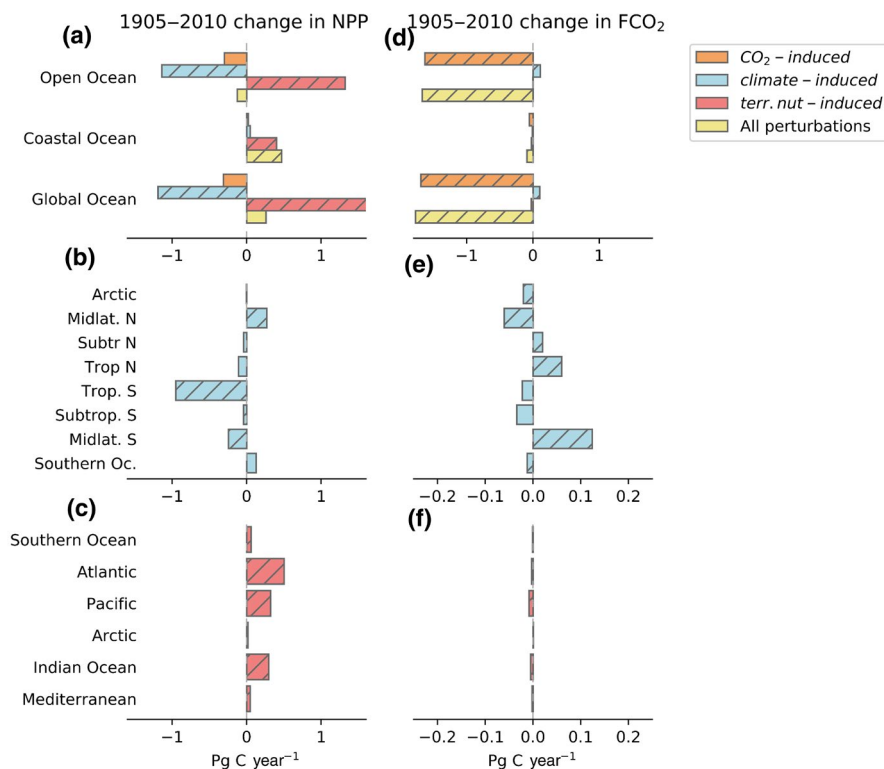 1905–2010 change in NPP
1905–2010 change in FCO₂
(a)
Open Ocean
Coastal Ocean
Global Ocean
−1 0 1
(d)
−1 0 1
CO₂ – induced
climate – induced
terr. nut – induced
All perturbations
(b)
Arctic
Midlat. N
Subtr N
Trop N
Trop. S
Subtrop. S
Midlat. S
Southern Oc.
−1 0 1
(e)
−0.2 −0.1 0.0 0.1 0.2
(c)
Southern Ocean
Atlantic
Pacific
Arctic
Indian Ocean
Mediterranean
−1 0 1
Pg C year⁻¹
(f)
−0.2 −0.1 0.0 0.1 0.2
Pg C year⁻¹